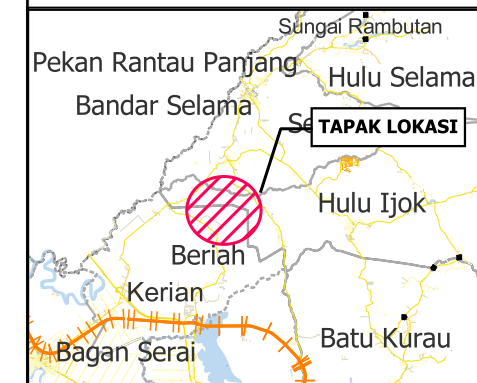 Sungai Rambutan
Pekan Rantau Panjang
Hulu Selama
Bandar Selama
Se
TAPAK LOKASI
Hulu Ijok
Beriah
Kerian
Batu Kurau
Bagan Serai